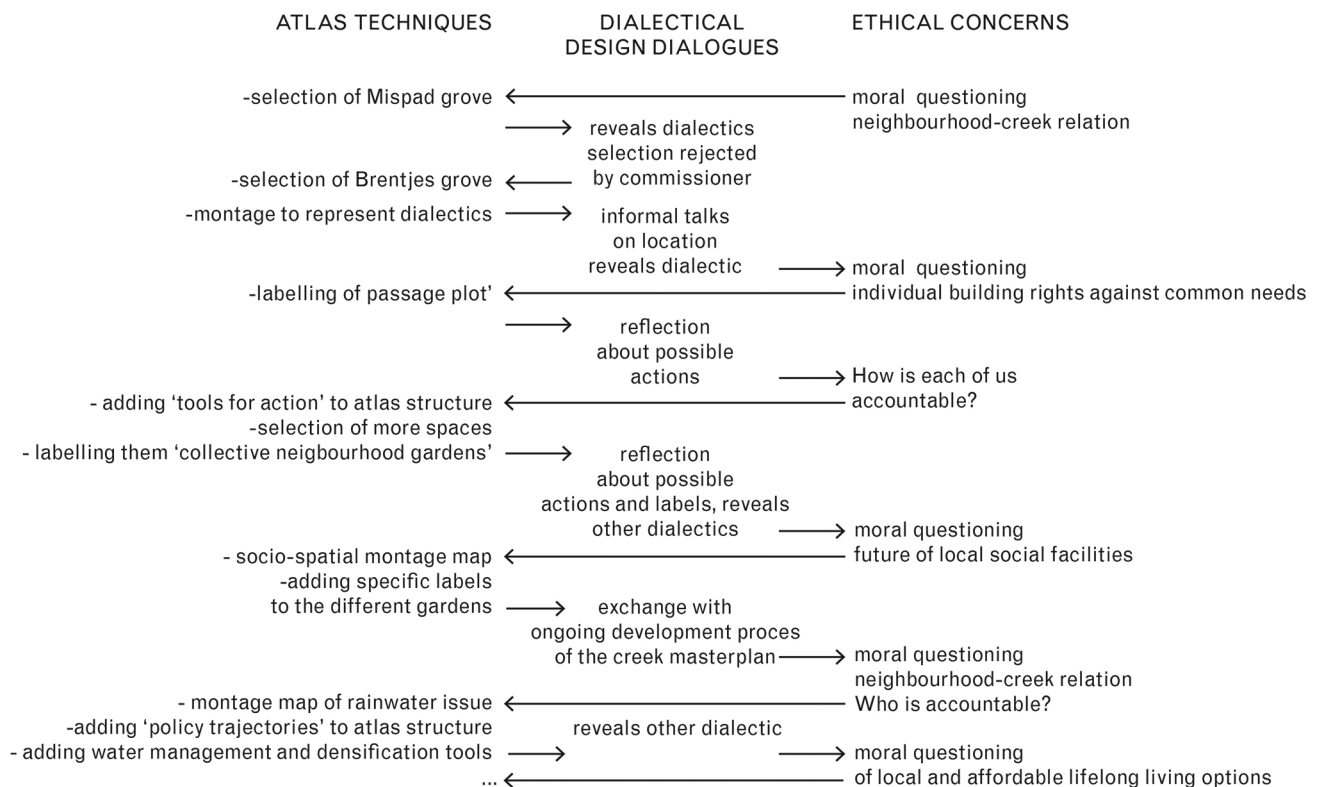 ATLAS TECHNIQUES
DIALECTICAL
DESIGN DIALOGUES
ETHICAL CONCERNS
-selection of Mispad grove
moral questioning
neighbourhood-creek relation
reveals dialectics
selection rejected
by commissioner
-selection of Brentjes grove
-montage to represent dialectics
informal talks
on location
reveals dialectic
moral questioning
individual building rights against common needs
-labelling of passage plot’
reflection
about possible
actions
How is each of us
accountable?
- adding ‘tools for action’ to atlas structure
-selection of more spaces
- labelling them ‘collective neigbourhood gardens’
reflection
about possible
actions and labels, reveals
other dialectics
moral questioning
future of local social facilities
- socio-spatial montage map
-adding specific labels
to the different gardens
exchange with
ongoing development proces
of the creek masterplan
moral questioning
neighbourhood-creek relation
Who is accountable?
- montage map of rainwater issue
-adding ‘policy trajectories’ to atlas structure
- adding water management and densification tools
reveals other dialectic
moral questioning
of local and affordable lifelong living options
...